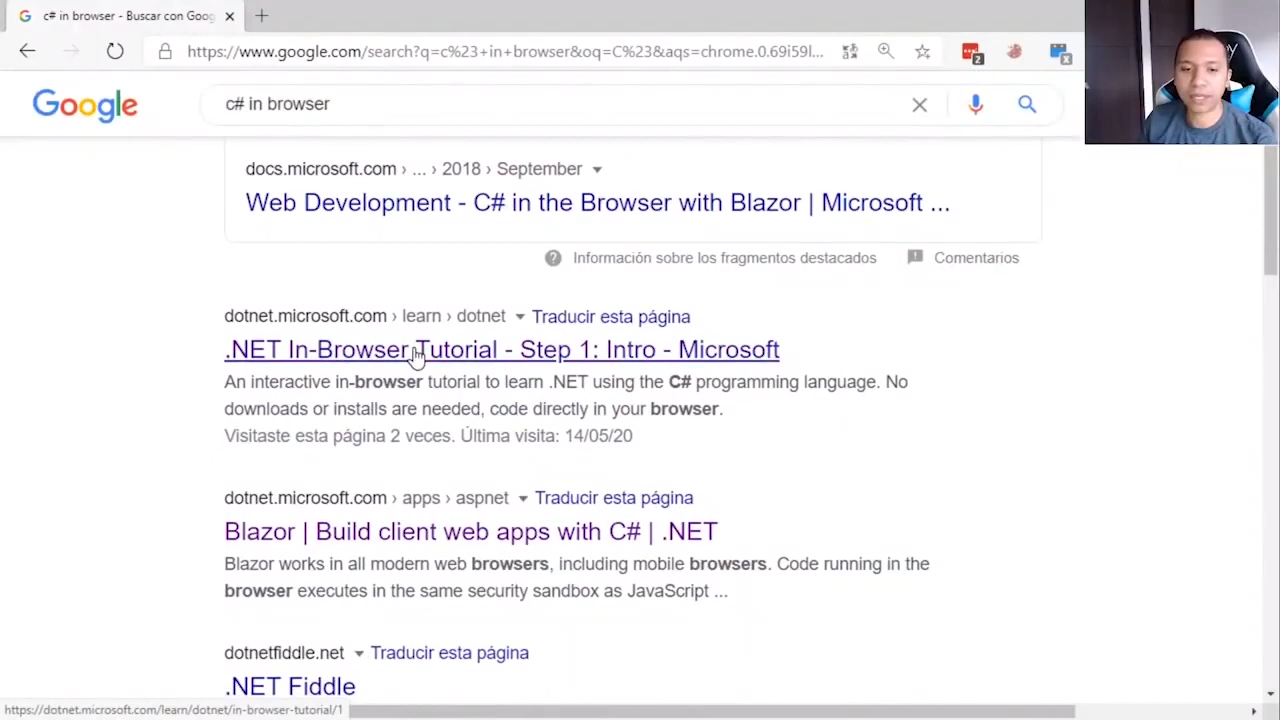 c# in browser - Buscar con Goog
https://www.google.com/search?q=c%23+in+browser&oq=C%23&aqs=chrome.0.69i59l...
2
x
Google
c# in browser
docs.microsoft.com › ... › 2018 › September
Web Development - C# in the Browser with Blazor | Microsoft ...
Información sobre los fragmentos destacados
Comentarios
dotnet.microsoft.com › learn › dotnet
Traducir esta página
.NET In-Browser Tutorial - Step 1: Intro - Microsoft
An interactive in-browser tutorial to learn .NET using the C# programming language. No
downloads or installs are needed, code directly in your browser.
Visitaste esta página 2 veces. Última visita: 14/05/20
dotnet.microsoft.com › apps › aspnet
Traducir esta página
Blazor | Build client web apps with C# | .NET
Blazor works in all modern web browsers, including mobile browsers. Code running in the
browser executes in the same security sandbox as JavaScript ...
dotnetfiddle.net
Traducir esta página
.NET Fiddle
https://dotnet.microsoft.com/learn/dotnet/in-browser-tutorial/1